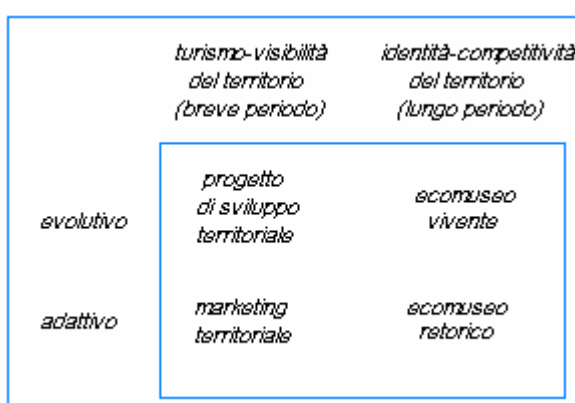 turismo-visibilità
del territorio
(breve periodo)
identità-competitività
del territorio
(lungo periodo)
evolutivo
progetto
di sviluppo
territoriale
ecomuseo
vivente
adattivo
marketing
territoriale
ecomuseo
retorico